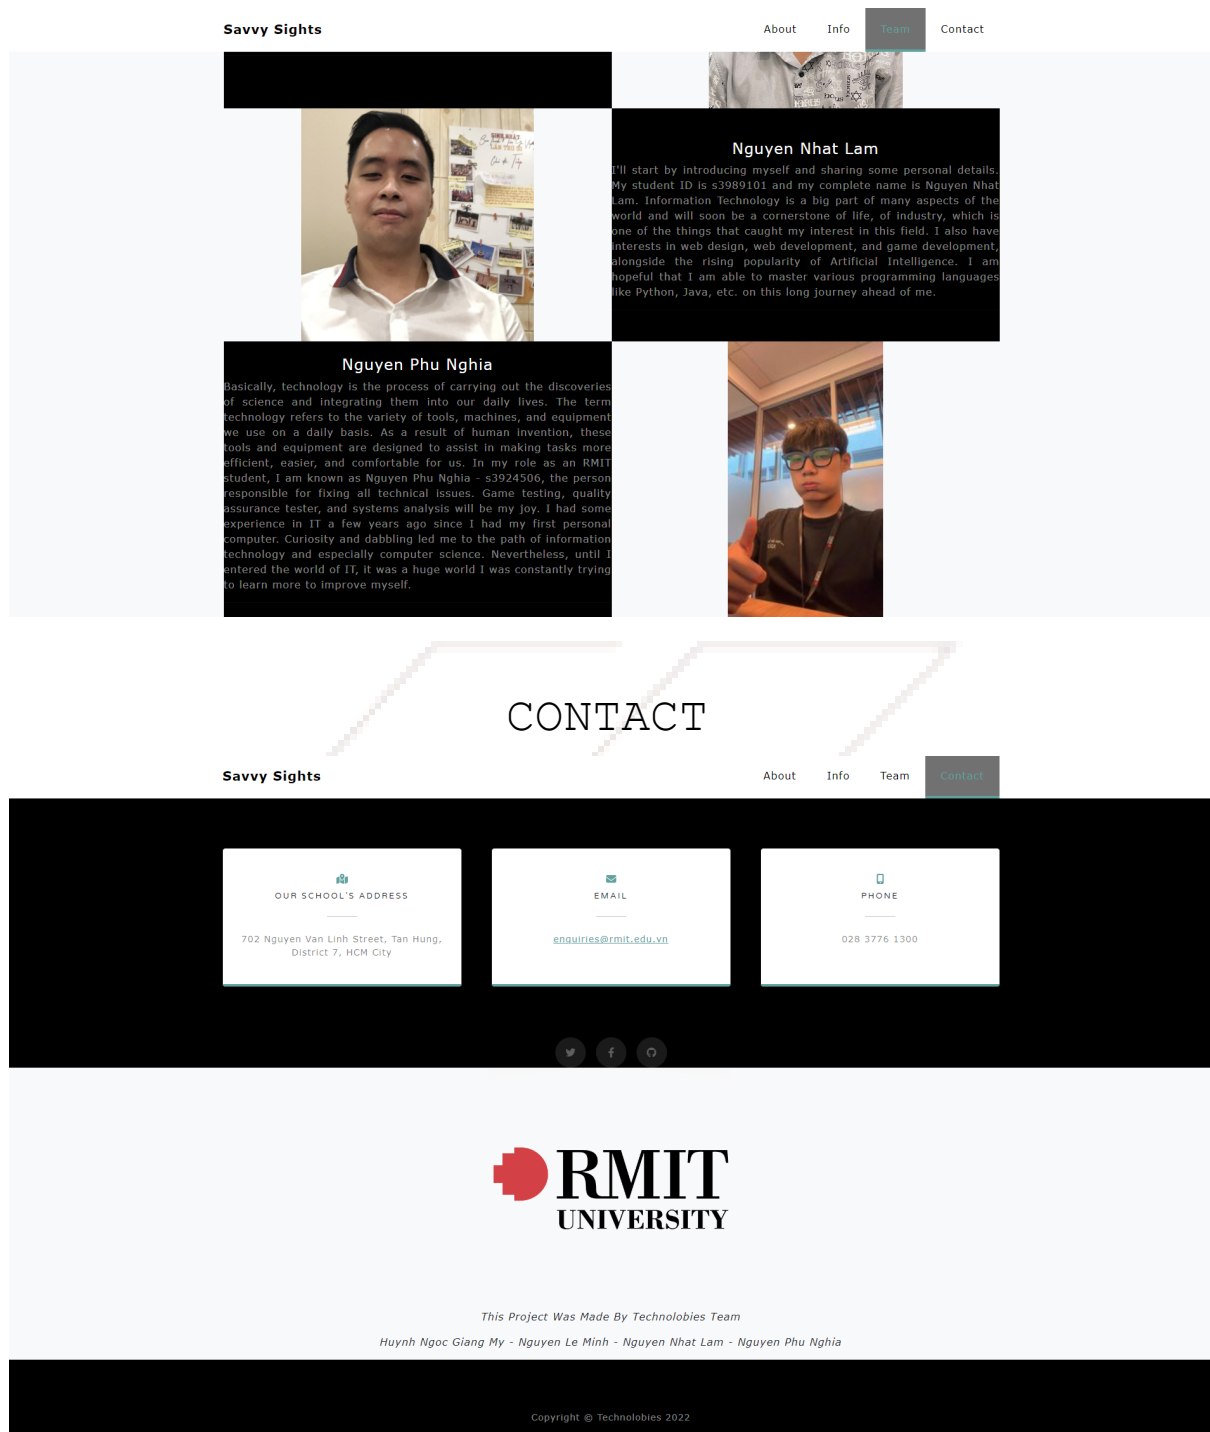 Savvy Sights
About Info Team Contact
Nguyen Nhat Lam
I'll start by introducing myself and sharing some personal details.
My student ID is s3989101 and my complete name is Nguyen Nhat
Lam. Information Technology is a big part of many aspects of the
world and will soon be a cornerstone of life, of industry, which is
one of the things that caught my interest in this field. I also have
interests in web design, web development, and game development,
alongside the rising popularity of Artificial Intelligence. I am
hopeful that I am able to master various programming languages
like Python, Java, etc. on this long journey ahead of me.
Nguyen Phu Nghia
Basically, technology is the process of carrying out the discoveries
of science and integrating them into our daily lives. The term
technology refers to the variety of tools, machines, and equipment
we use on a daily basis. As a result of human invention, these
tools and equipment are designed to assist in making tasks more
efficient, easier, and comfortable for us. In my role as an RMIT
student, I am known as Nguyen Phu Nghia - s3924506, the person
responsible for fixing all technical issues. Game testing, quality
assurance tester, and systems analysis will be my joy. I had some
experience in IT a few years ago since I had my first personal
computer. Curiosity and dabbling led me to the path of information
technology and especially computer science. Nevertheless, until I
entered the world of IT, it was a huge world I was constantly trying
to learn more to improve myself.
CONTACT
Savvy Sights
About Info Team Contact
OUR SCHOOL'S ADDRESS
702 Nguyen Van Linh Street, Tan Hung,
District 7, HCM City
EMAIL
enquiries@rmit.edu.vn
PHONE
028 3776 1300
RMIT
UNIVERSITY
This Project Was Made By Technolobies Team
Huynh Ngoc Giang My - Nguyen Le Minh - Nguyen Nhat Lam - Nguyen Phu Nghia
Copyright © Technolobies 2022